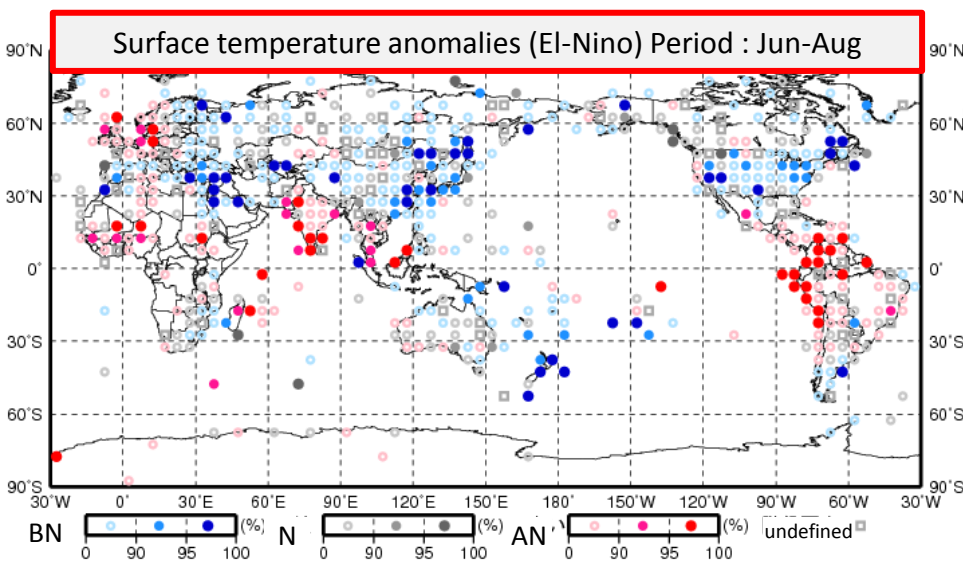 Surface temperature anomalies (El-Nino) Period : Jun-Aug
90˚N 90˚N
60˚N 60˚N
30˚N 30˚N
0˚ 0˚
30˚S 30˚S
60˚S 60˚S
90˚S 90˚S
30˚W 0˚ 30˚E 60˚E 90˚E 120˚E 150˚E 180˚ 150˚W 120˚W 90˚W 60˚W 30˚W
BN (%) N (%) AN (%) undefined
0 90 95 100 0 90 95 100 0 90 95 100